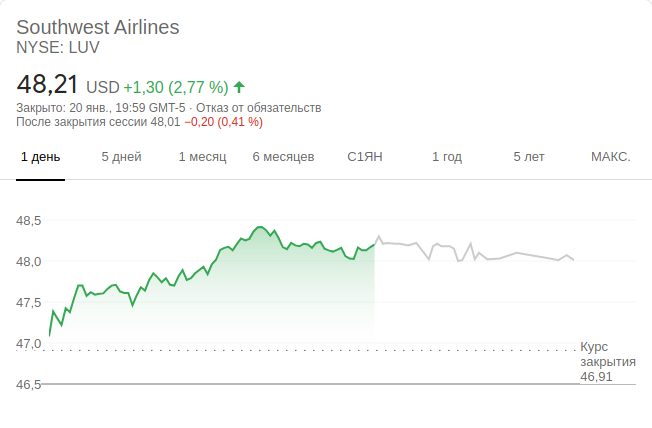 Southwest Airlines
NYSE: LUV
48,21 USD +1,30 (2,77 %)
Закрыто: 20 янв., 19:59 GMT-5 · Отказ от обязательств
После закрытия сессии 48,01 −0,20 (0,41 %)
1 день 5 дней 1 месяц 6 месяцев С1ЯН 1 год 5 лет МАКС.
48,5
48,0
47,5
47,0
Курс
закрытия
46,91
46,5